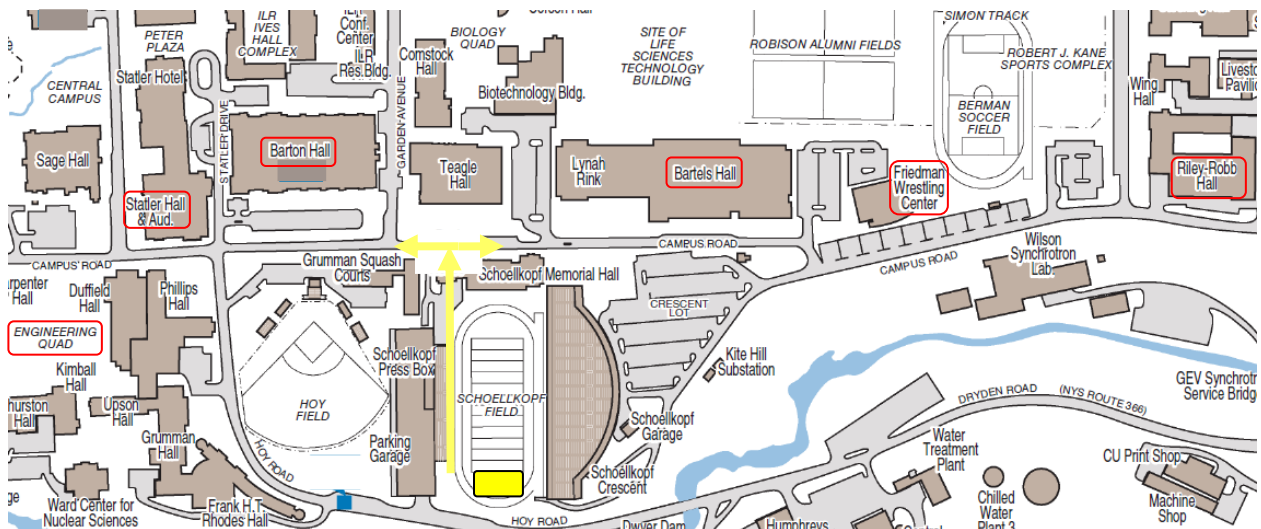 PETER
PLAZA
ILR
IVES
HALL
COMPLEX
ILR
Conf.
Center
ILR
Res.Bldg.
BIOLOGY
QUAD
SITE OF
LIFE
SCIENCES
TECHNOLOGY
BUILDING
ROBISON ALUMNI FIELDS
SIMON TRACK
ROBERT J. KANE
SPORTS COMPLEX
CENTRAL
CAMPUS
Statler Hotel
Comstock
Hall
Biotechnology Bldg.
BERMAN
SOCCER
FIELD
Wing
Hall
STATLER DRIVE
GARDEN AVENUE
Sage Hall
Barton Hall
Teagle
Hall
Lynah
Rink
Bartels Hall
Friedman
Wrestling
Center
Riley-Robb
Hall
Statler Hall
& Aud.
CAMPUS ROAD
CAMPUS ROAD
CAMPUS ROAD
Wilson
Synchrotron
Lab.
Grumman Squash
Courts
Schoellkopf Memorial Hall
Hall
Duffield
Hall
Phillips
Hall
CRESCENT
LOT
ENGINEERING
QUAD
Kimball
Hall
Schoellkopf
Press Box
Kite Hill
Substation
Hall
Upson
Hall
HOY
FIELD
SCHOELLKOPF
FIELD
DRYDEN ROAD
(NYS ROUTE 366)
Service
Grumman
Hall
HOY ROAD
Parking
Garage
Schoellkopf
Garage
Water
Treatment
Plant
CU Print Shop
Schoellkopf
Crescent
Ward Center for
Nuclear Sciences
Frank H.T.
Rhodes Hall
HOY ROAD
Dwyer Dam
Humphreys
Chilled
Water
Plant 3
Machine
Shop